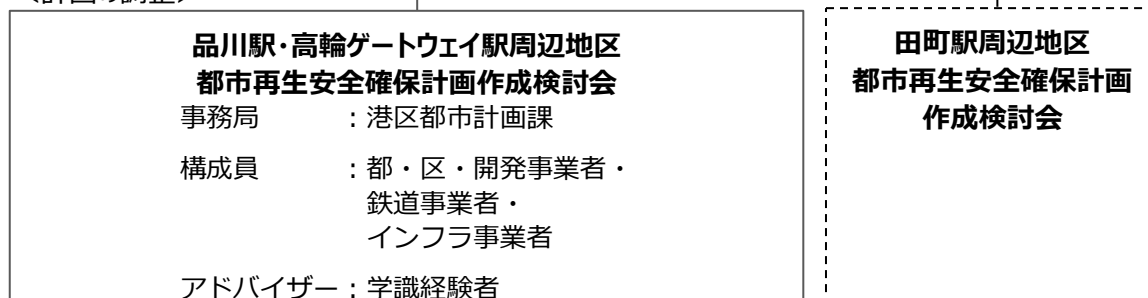 品川駅・高輪ゲートウェイ駅周辺地区
都市再生安全確保計画作成検討会
事務局　　：港区都市計画課
構成員　　：都・区・開発事業者・
鉄道事業者・
インフラ事業者
アドバイザー：学識経験者
田町駅周辺地区
都市再生安全確保計画
作成検討会